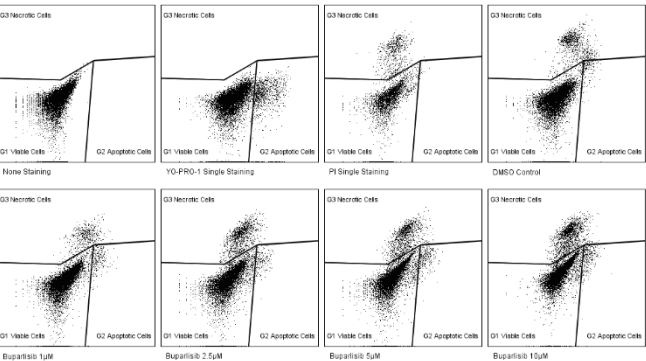 G3 Necrotic Cells
G1 Viable Cells
G2 Apoptotic Cells
None Staining
G3 Necrotic Cells
G1 Viable Cells
G2 Apoptotic Cells
YO-PRO-1 Single Staining
G3 Necrotic Cells
G1 Viable Cells
G2 Apoptotic Cells
PI Single Staining
G3 Necrotic Cells
G1 Viable Cells
G2 Apoptotic Cells
DMSO Control
G3 Necrotic Cells
G1 Viable Cells
G2 Apoptotic Cells
Buparlisib 1μM
G3 Necrotic Cells
G1 Viable Cells
G2 Apoptotic Cells
Buparlisib 2.5μM
G3 Necrotic Cells
G1 Viable Cells
G2 Apoptotic Cells
Buparlisib 5μM
G3 Necrotic Cells
G1 Viable Cells
G2 Apoptotic Cells
Buparlisib 10μM